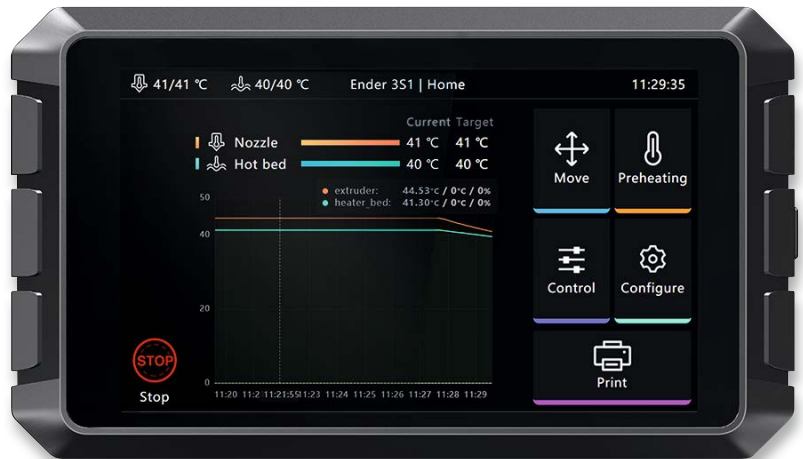 41/41 ℃ 40/40 ℃ Ender 3S1 | Home 11:29:35
Current Target
Nozzle 41 ℃ 41 ℃
Hot bed 40 ℃ 40 ℃
extruder: 44.53℃ / 0℃ / 0%
heater_bed: 41.30℃ / 0℃ / 0%
50
40
20
0
11:20 11:2 11:21:55 11:23 11:24 11:25 11:26 11:27 11:28 11:29
STOP
Stop
Move
Preheating
Control
Configure
Print